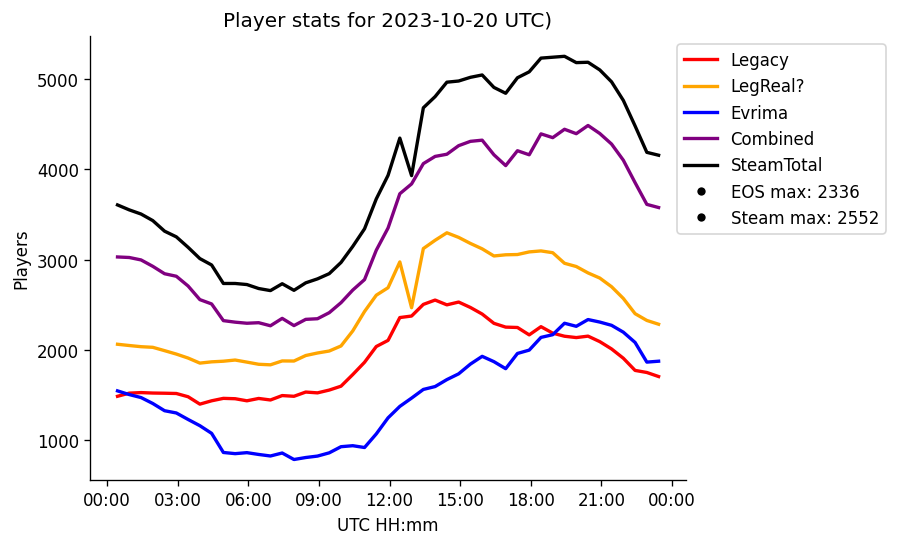 Player stats for 2023-10-20 UTC)
Legacy
LegReal?
Evrima
Combined
SteamTotal
EOS max: 2336
Steam max: 2552
5000
4000
3000
2000
1000
Players
00:00 03:00 06:00 09:00 12:00 15:00 18:00 21:00 00:00
UTC HH:mm